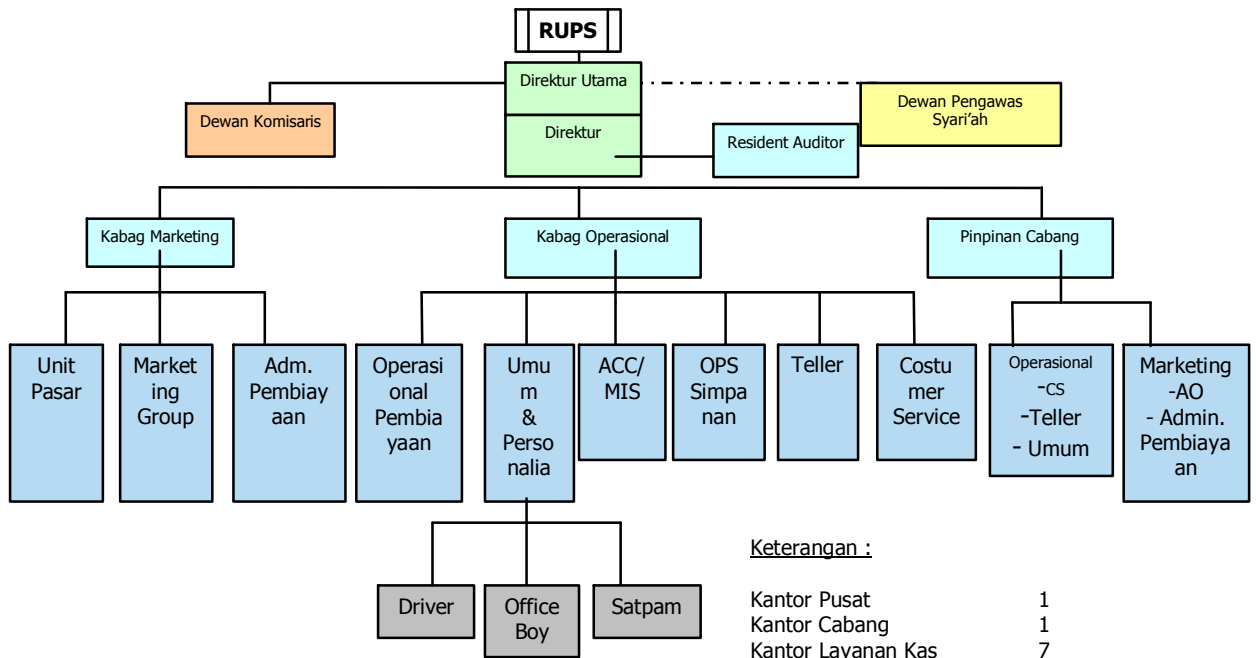 RUPS
Direktur Utama
Dewan Komisaris
Dewan Pengawas
Syari'ah
Direktur
Resident Auditor
Kabag Marketing
Kabag Operasional
Pinpinan Cabang
Unit
Pasar
Market
ing
Group
Adm.
Pembiay
aan
Operasi
onal
Pembia
yaan
Umu
m
&
Perso
nalia
ACC/
MIS
OPS
Simpa
nan
Teller
Costu
mer
Service
Operasional
-CS
-Teller
- Umum
Marketing
-AO
- Admin.
Pembiaya
an
Driver
Office
Boy
Satpam
Keterangan :
Kantor Pusat 1
Kantor Cabang 1
Kantor Layanan Kas 7